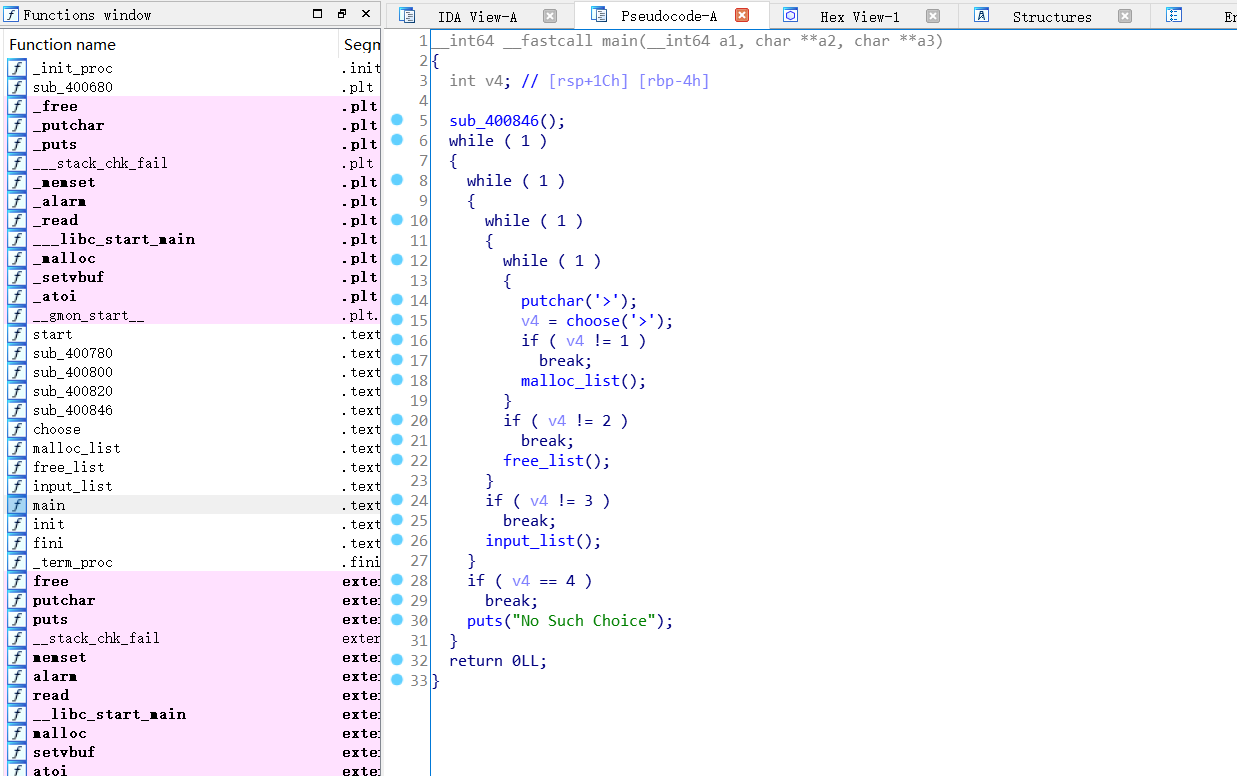 Functions window
Function name Segm
_init_proc .init
sub_400680 .plt
_free .plt
_putchar .plt
_puts .plt
___stack_chk_fail .plt
_memset .plt
_alarm .plt
_read .plt
___libc_start_main .plt
_malloc .plt
_setvbuf .plt
_atoi .plt
__gmon_start__ .plt.
start .text
sub_400780 .text
sub_400800 .text
sub_400820 .text
sub_400846 .text
choose .text
malloc_list .text
free_list .text
input_list .text
main .text
init .text
fini .text
_term_proc .fini
free exter
putchar exter
puts exter
__stack_chk_fail exter
memset exter
alarm exter
read exter
__libc_start_main exter
malloc exter
setvbuf exter
atoi exter
IDA View-A Pseudocode-A Hex View-1 Structures En
1 __int64 __fastcall main(__int64 a1, char **a2, char **a3)
2 {
3 int v4; // [rsp+1Ch] [rbp-4h]
4
5 sub_400846();
6 while ( 1 )
7 {
8 while ( 1 )
9 {
10 while ( 1 )
11 {
12 while ( 1 )
13 {
14 putchar('>');
15 v4 = choose('>');
16 if ( v4 != 1 )
17 break;
18 malloc_list();
19 }
20 if ( v4 != 2 )
21 break;
22 free_list();
23 }
24 if ( v4 != 3 )
25 break;
26 input_list();
27 }
28 if ( v4 == 4 )
29 break;
30 puts("No Such Choice");
31 }
32 return 0LL;
33 }